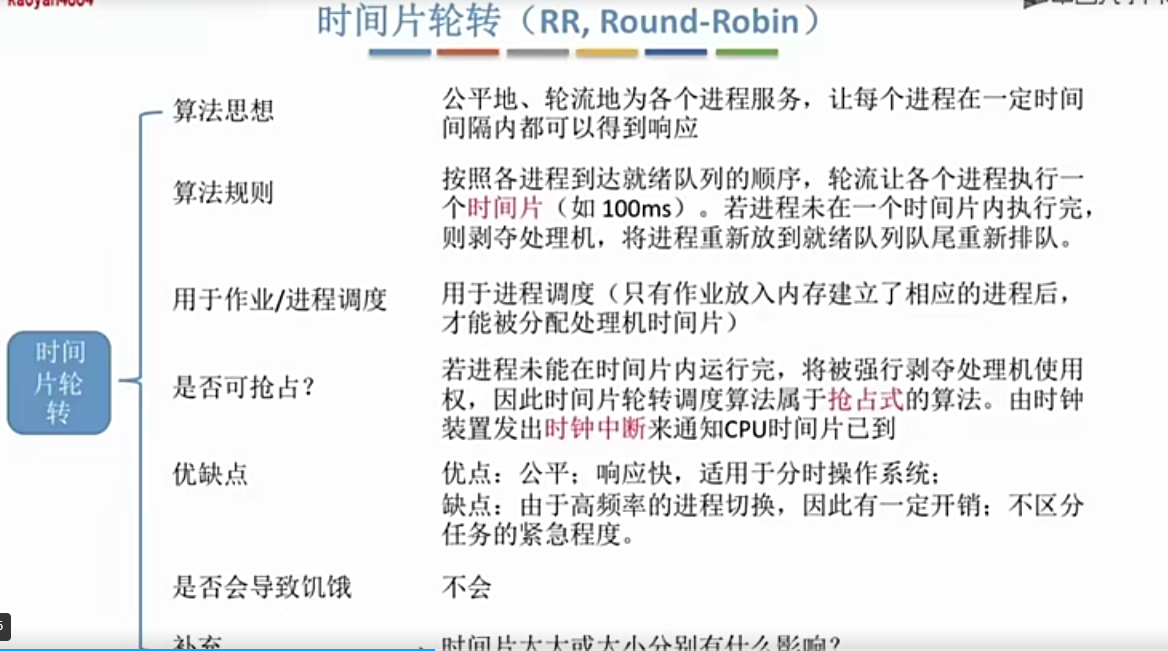 kaoyan4004
时间片轮转（RR, Round-Robin）
算法思想
公平地、轮流地为各个进程服务，让每个进程在一定时间
间隔内都可以得到响应
算法规则
按照各进程到达就绪队列的顺序，轮流让各个进程执行一
个时间片（如 100ms）。若进程未在一个时间片内执行完，
则剥夺处理机，将进程重新放到就绪队列队尾重新排队。
用于作业/进程调度
用于进程调度（只有作业放入内存建立了相应的进程后，
才能被分配处理机时间片）
时间
片轮
转
是否可抢占？
若进程未能在时间片内运行完，将被强行剥夺处理机使用
权，因此时间片轮转调度算法属于抢占式的算法。由时钟
装置发出时钟中断来通知CPU时间片已到
优缺点
优点：公平；响应快，适用于分时操作系统；
缺点：由于高频率的进程切换，因此有一定开销；不区分
任务的紧急程度。
是否会导致饥饿
不会
补充
时间片太大或太小分别有什么影响？